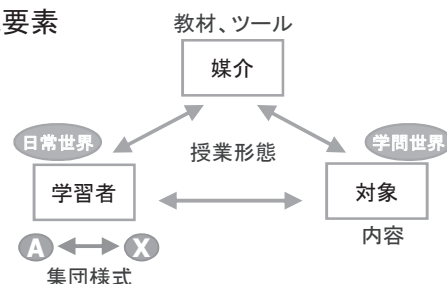 要素
教材、ツール
媒介
日常世界
学問世界
授業形態
学習者
対象
内容
A X
集団様式